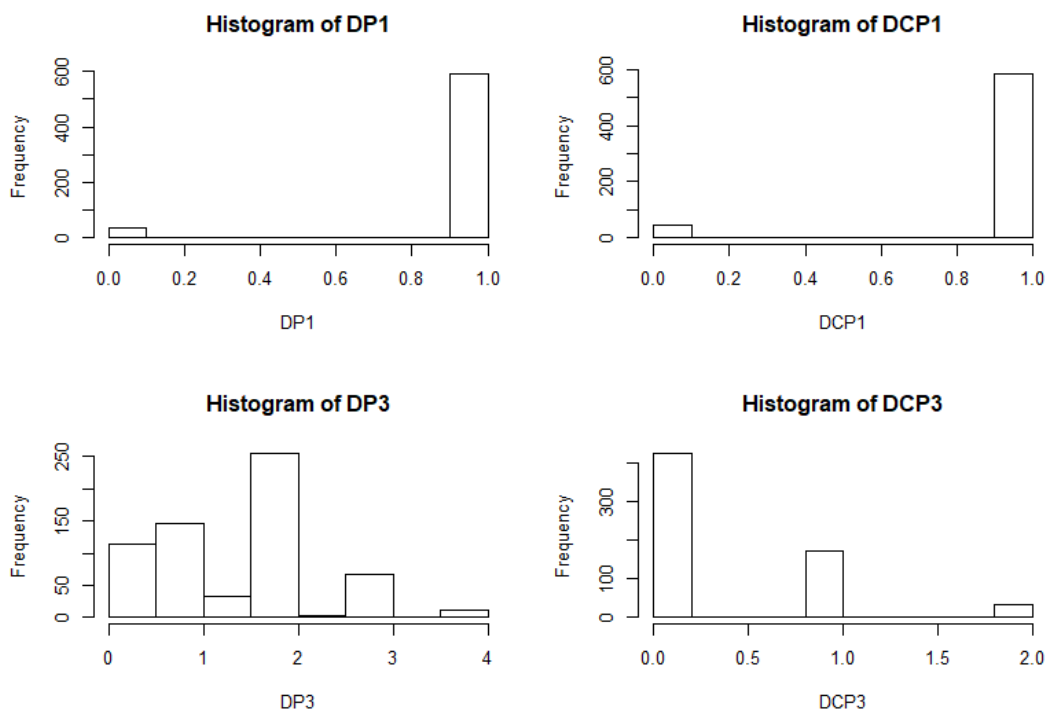 Histogram of DP1
Frequency
0 200 400 600
0.0 0.2 0.4 0.6 0.8 1.0
DP1
Histogram of DCP1
Frequency
0 200 400 600
0.0 0.2 0.4 0.6 0.8 1.0
DCP1
Histogram of DP3
Frequency
0 50 150 250
0 1 2 3 4
DP3
Histogram of DCP3
Frequency
0 100 300
0.0 0.5 1.0 1.5 2.0
DCP3